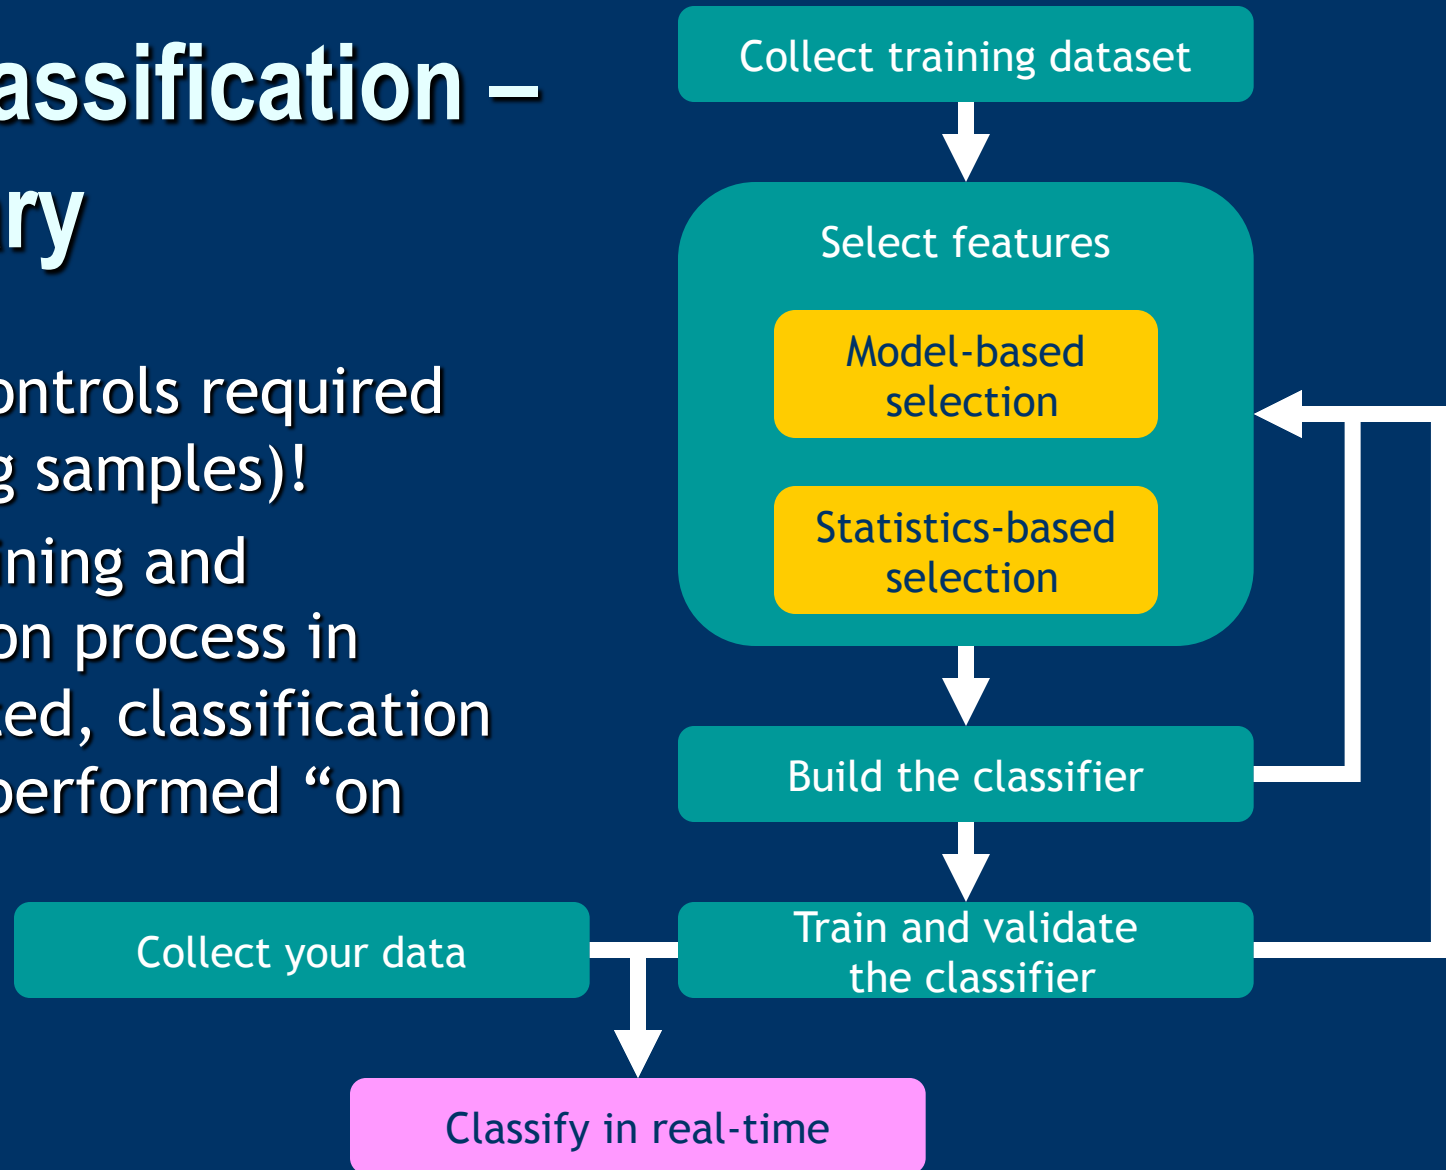 assification –
ry
ontrols required
g samples)!
ining and
on process in
ed, classification
performed “on
Collect training dataset
Select features
Model-based
selection
Statistics-based
selection
Build the classifier
Train and validate
the classifier
Collect your data
Classify in real-time